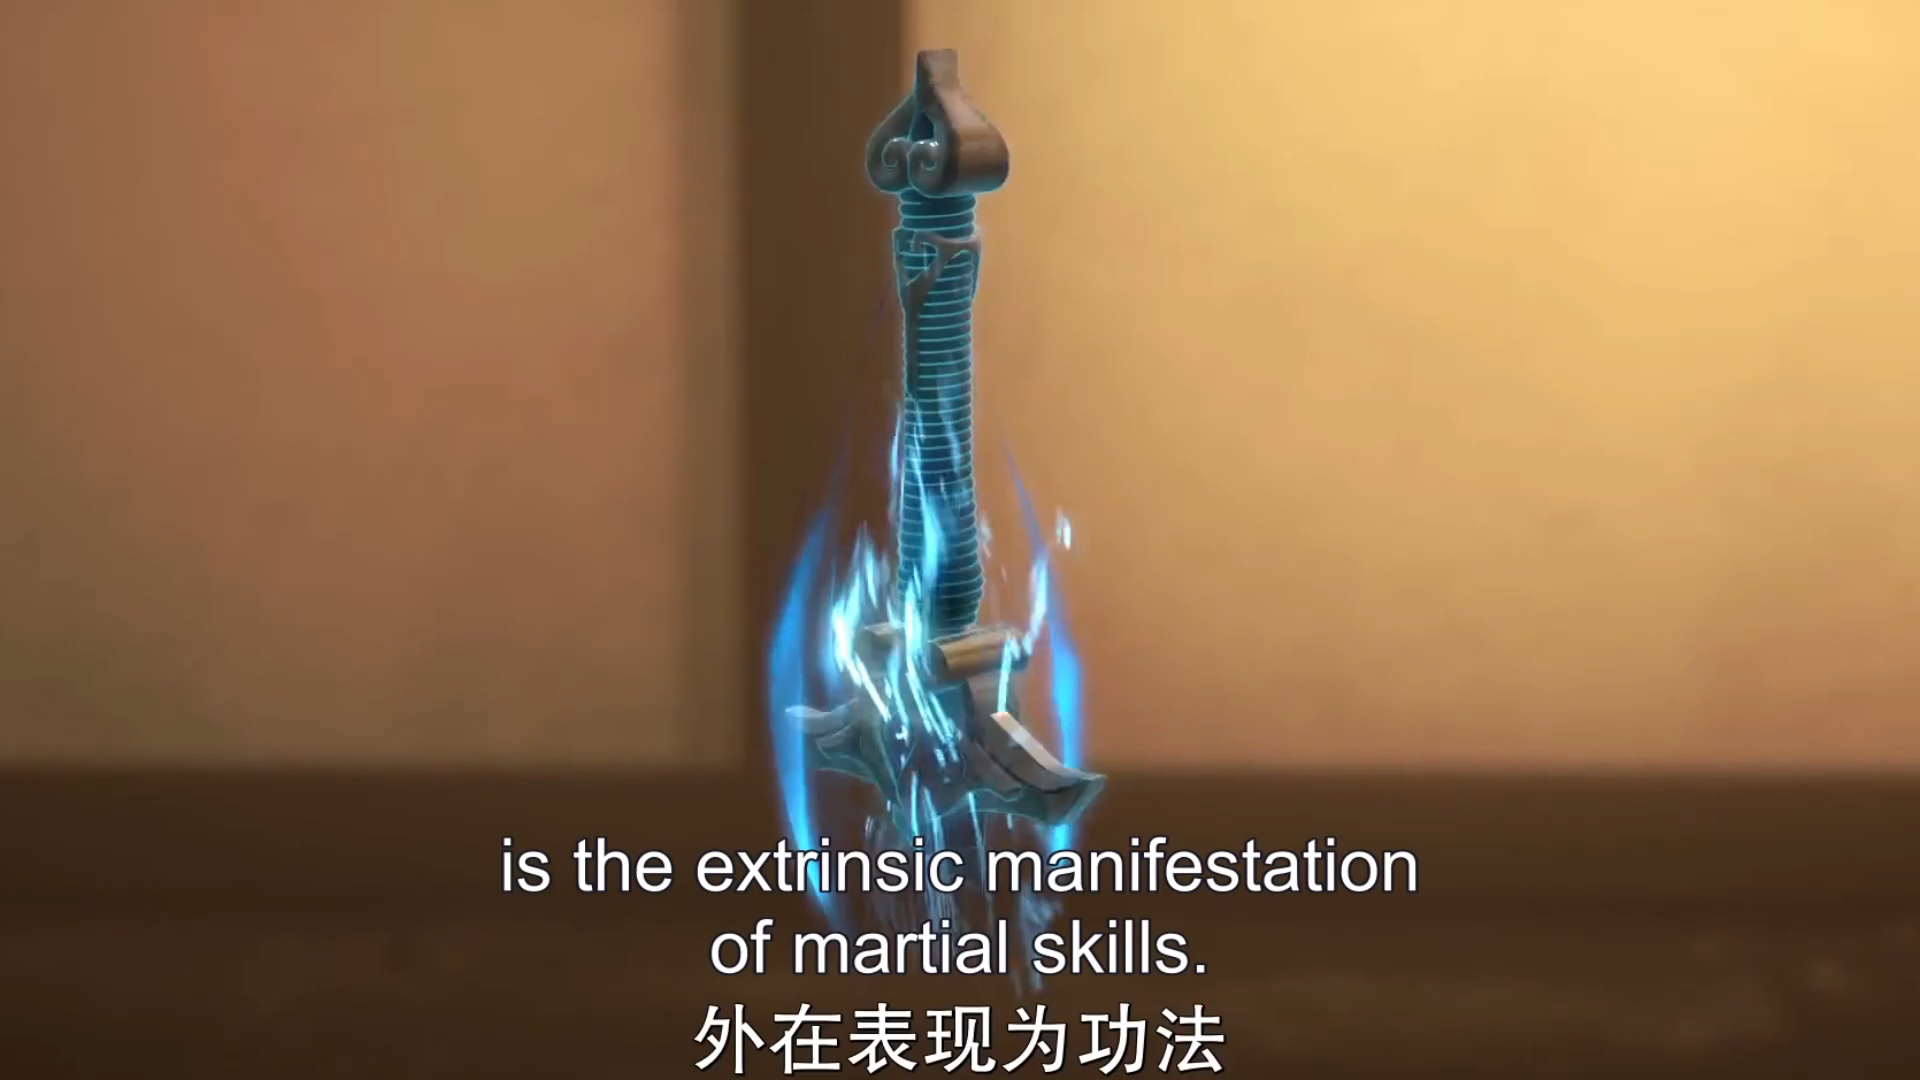 is the extrinsic manifestation
of martial skills.
外在表现为功法